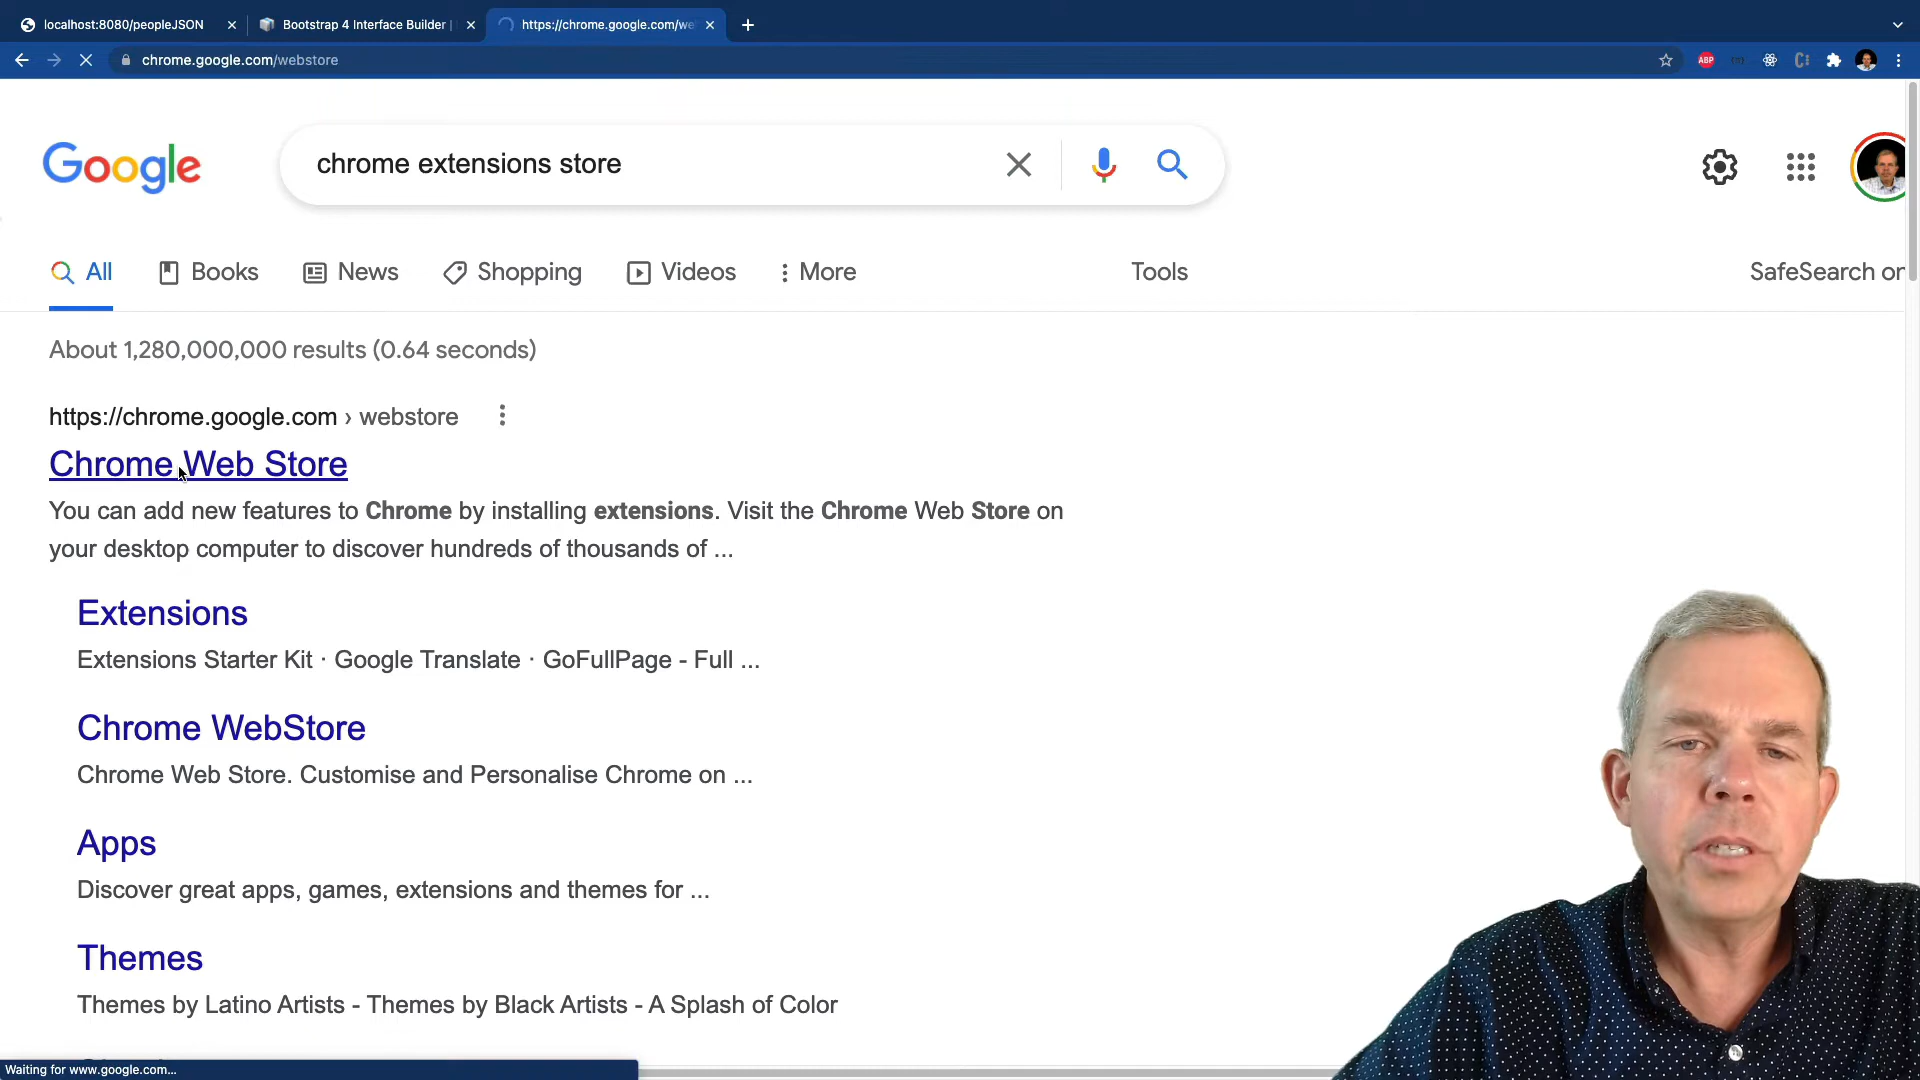 localhost:8080/peopleJSON
Bootstrap 4 Interface Builder |
https://chrome.google.com/we
chrome.google.com/webstore
ABP
Google
chrome extensions store
All
Books
News
Shopping
Videos
More
Tools
SafeSearch on
About 1,280,000,000 results (0.64 seconds)
https://chrome.google.com › webstore
Chrome Web Store
You can add new features to Chrome by installing extensions. Visit the Chrome Web Store on
your desktop computer to discover hundreds of thousands of ...
Extensions
Extensions Starter Kit · Google Translate · GoFullPage - Full ...
Chrome WebStore
Chrome Web Store. Customise and Personalise Chrome on ...
Apps
Discover great apps, games, extensions and themes for ...
Themes
Themes by Latino Artists - Themes by Black Artists - A Splash of Color
Waiting for www.google.com...